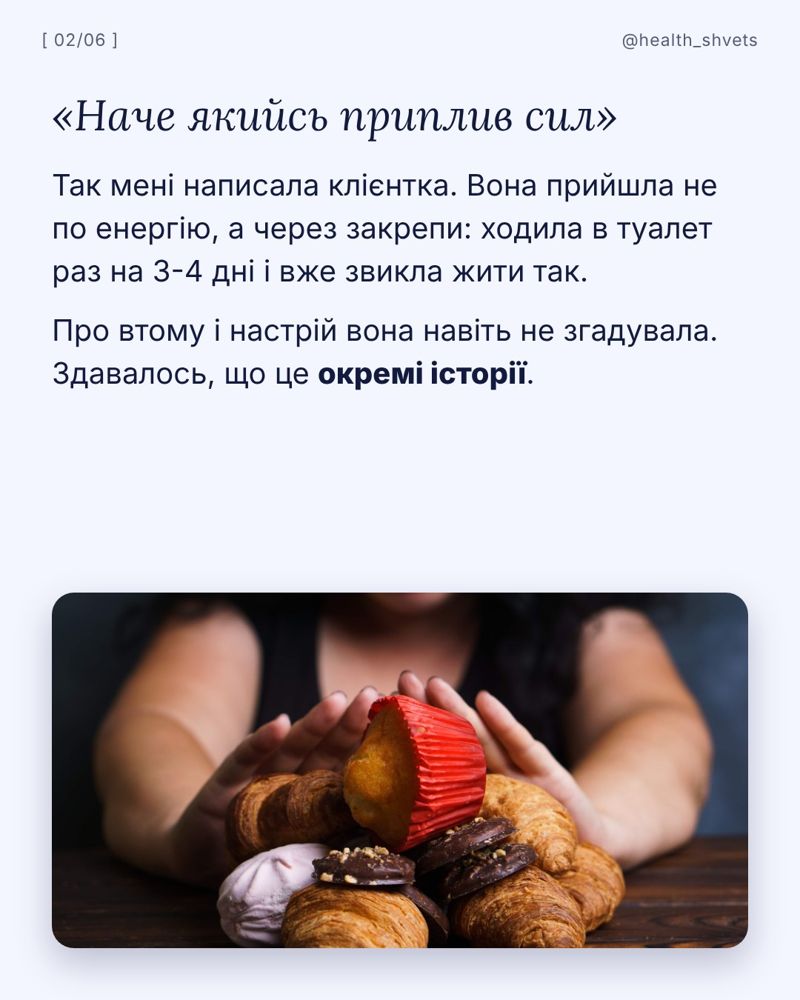 [ 02/06 ]
@health_shvets
«Наче якийсь приплив сил»
Так мені написала клієнтка. Вона прийшла не
по енергію, а через закрепи: ходила в туалет
раз на 3-4 дні і вже звикла жити так.
Про втому і настрій вона навіть не згадувала.
Здавалось, що це окремі історії.